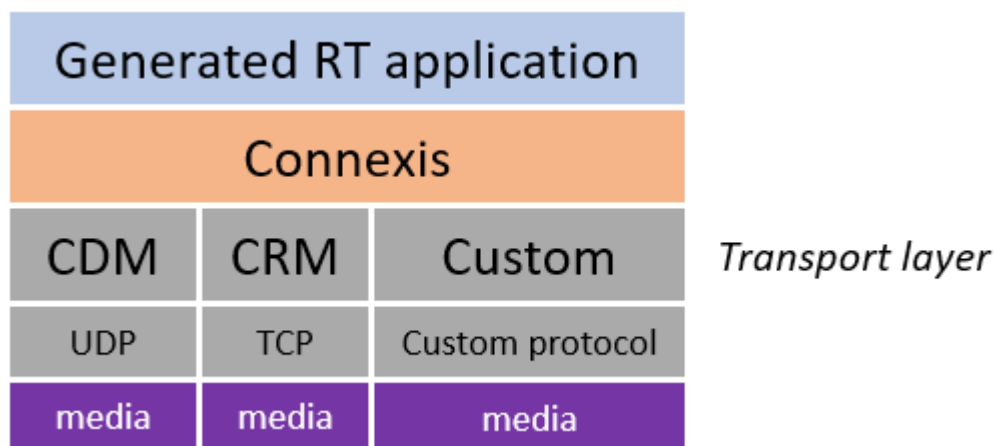 Generated RT application
Connexis
CDM CRM Custom Transport layer
UDP TCP Custom protocol
media media media